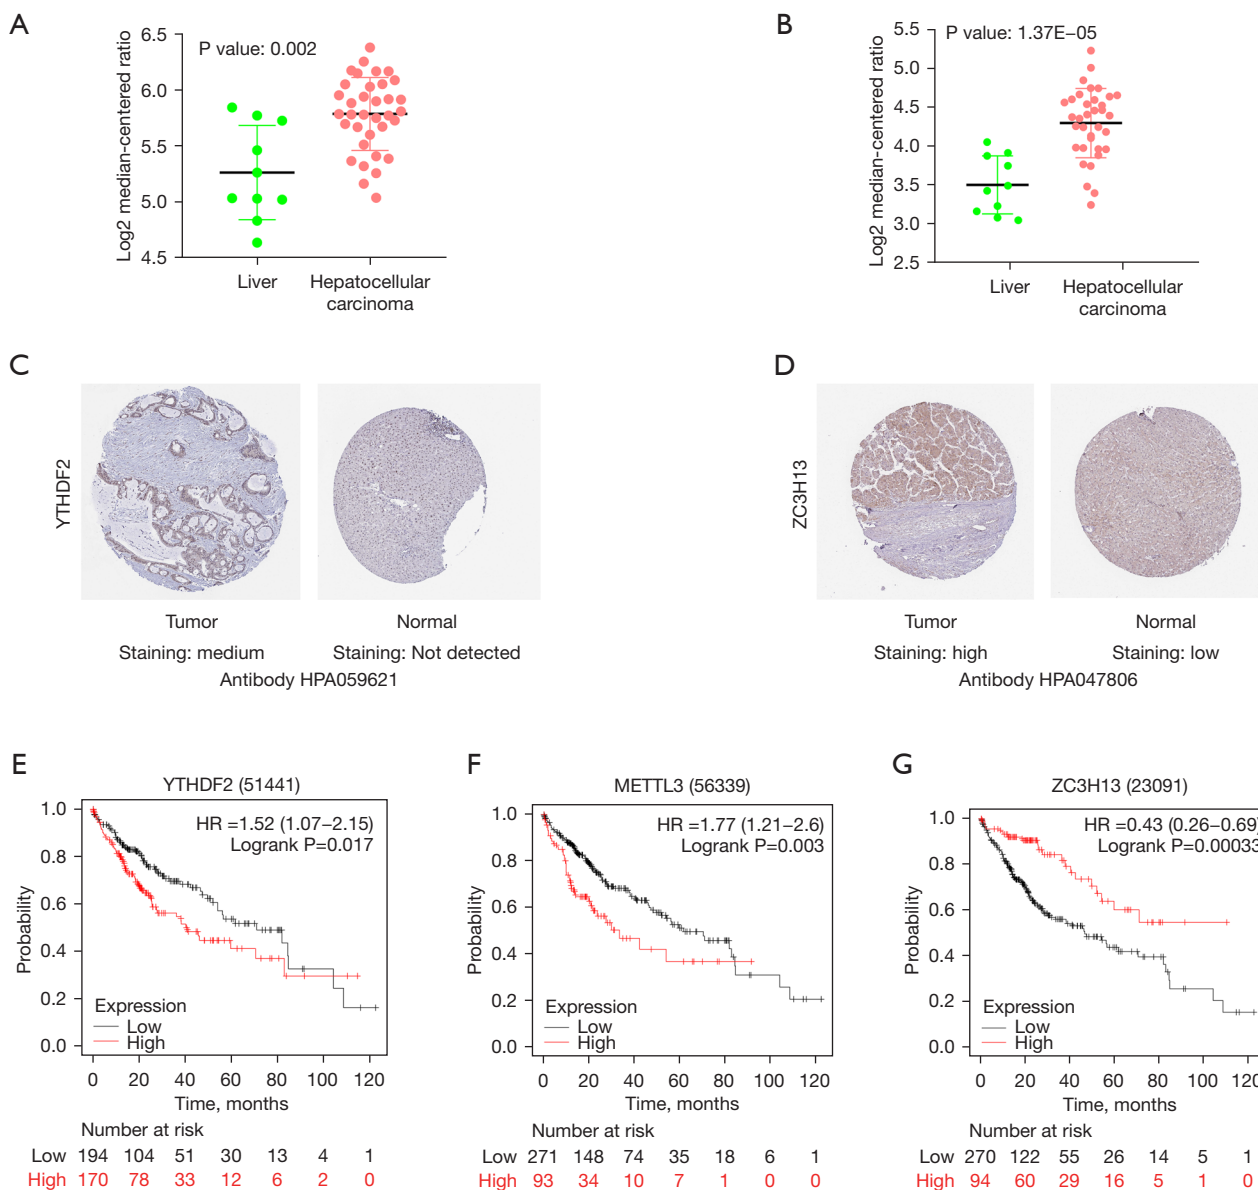 A
P value: 0.002
Log2 median-centered ratio
6.5
6.0
5.5
5.0
4.5
Liver
Hepatocellular
carcinoma
B
P value: 1.37E−05
Log2 median-centered ratio
5.5
5.0
4.5
4.0
3.5
3.0
2.5
Liver
Hepatocellular
carcinoma
C
YTHDF2
Tumor
Normal
Staining: medium
Staining: Not detected
Antibody HPA059621
D
ZC3H13
Tumor
Normal
Staining: high
Staining: low
Antibody HPA047806
E
YTHDF2 (51441)
HR =1.52 (1.07−2.15)
Logrank P=0.017
Probability
1.0
0.8
0.6
0.4
0.2
0.0
Expression
Low
High
0 20 40 60 80 100 120
Time, months
Number at risk
Low 194 104 51 30 13 4 1
High 170 78 33 12 6 2 0
F
METTL3 (56339)
HR =1.77 (1.21−2.6)
Logrank P=0.003
Probability
1.0
0.8
0.6
0.4
0.2
0.0
Expression
Low
High
0 20 40 60 80 100 120
Time, months
Number at risk
Low 271 148 74 35 18 6 1
High 93 34 10 7 1 0 0
G
ZC3H13 (23091)
HR =0.43 (0.26−0.69)
Logrank P=0.00033
Probability
1.0
0.8
0.6
0.4
0.2
0.0
Expression
Low
High
0 20 40 60 80 100 120
Time, months
Number at risk
Low 270 122 55 26 14 5 1
High 94 60 29 16 5 1 0